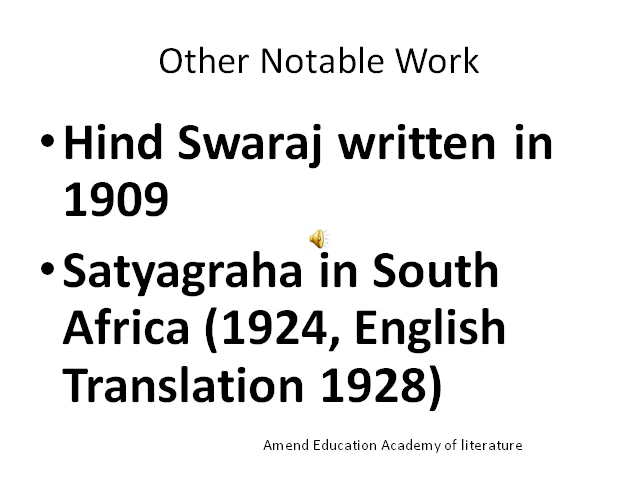 Other Notable Work
• Hind Swaraj written in
1909
• Satyagraha in South
Africa (1924, English
Translation 1928)
Amend Education Academy of literature